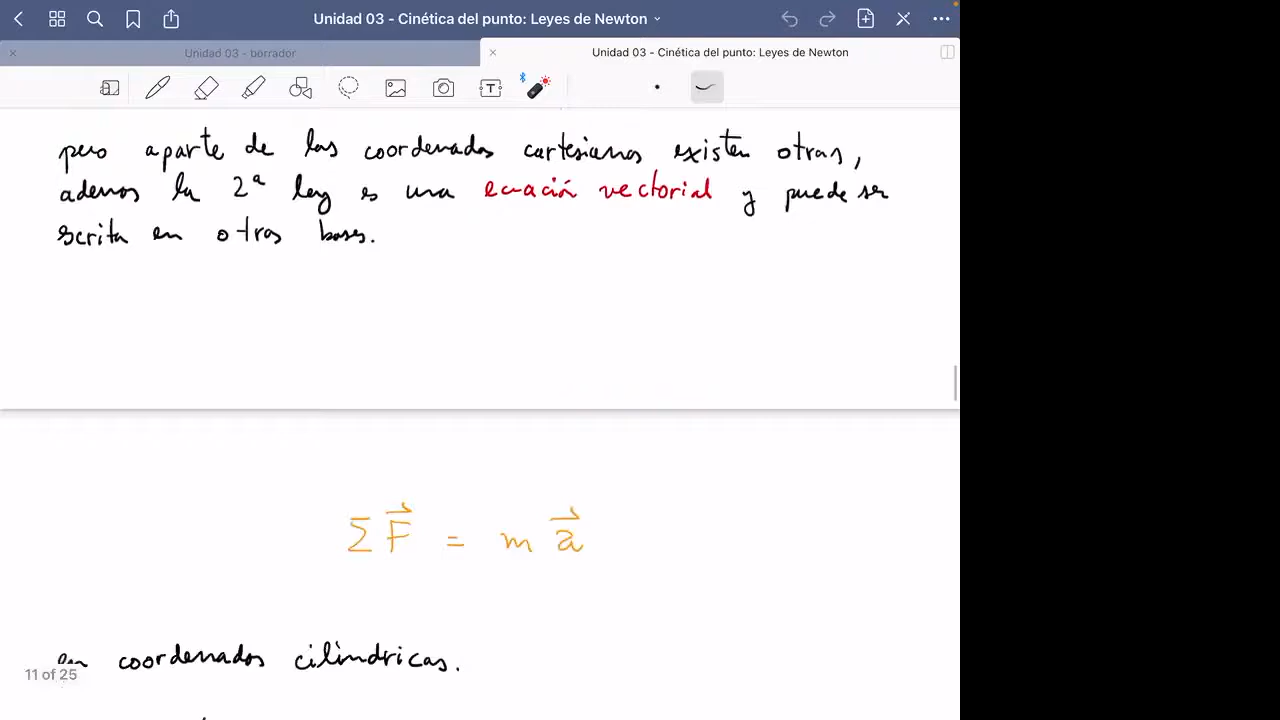 Unidad 03 - Cinética del punto: Leyes de Newton
Unidad 03 - borrador
Unidad 03 - Cinética del punto: Leyes de Newton
pero aparte de las coordenadas cartesianas existen otras,
ademas la 2ª ley es una ecuación vectorial y puede ser
escrita en otras bases.
Σ F⃗ = m a⃗
en coordenadas cilíndricas.
11 of 25